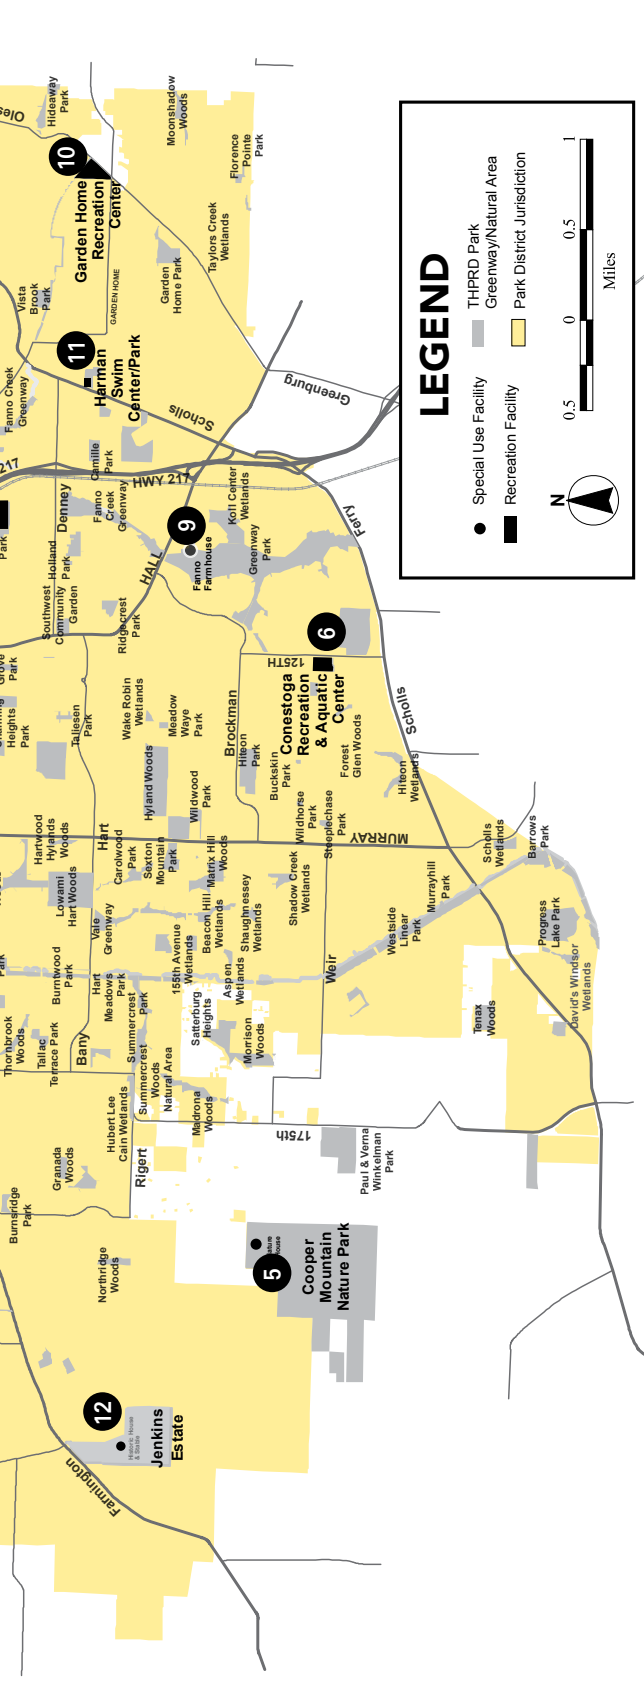 Oles
Hideaway
Park
Moonshadow
Woods
Florence
Pointe
Park
10
Garden Home
Recreation
Center
Taylors Creek
Wetlands
Garden
Home Park
GARDEN HOME
Vista
Brook
Park
11
Harman
Swim
Center/Park
Fanno Creek
Greenway
Scholls
Greenburg
217
HWY 217
Camille
Park
Denney
Fanno
Creek
Greenway
Koll Center
Wetlands
9
Fanno
Farmhouse
Greenway
Park
Ferry
Park
Holland
Park
HALL
Southwest
Community
Garden
Ridgecrest
Park
6
125TH
Conestoga
Recreation
& Aquatic
Center
Scholls
Grove
Park
Heights
Park
Taliesen
Park
Wake Robin
Wetlands
Meadow
Waye
Park
Brockman
Hiteon
Park
Buckskin
Park
Forest
Glen Woods
Hiteon
Wetlands
Hyland Woods
Wildwood
Park
Wildhorse
Park
Steeplechase
Park
MURRAY
Hartwood
Hylands
Woods
Hart
Carolwood
Park
Sexton
Mountain
Park
Matrix Hill
Woods
Scholls
Wetlands
Barrows
Park
Lowami
Hart Woods
Vale
Greenway
Beacon Hill
Wetlands
Shaughnessey
Wetlands
Shadow Creek
Wetlands
Murrayhill
Park
Westside
Linear
Park
Progress
Lake Park
155th Avenue
Wetlands
Aspen
Wetlands
Weir
David's Windsor
Wetlands
Park
Burntwood
Park
Hart
Meadows
Park
Summercrest
Park
Satterburg
Heights
Morrison
Woods
Tenax
Woods
Thornbrook
Woods
Tallac
Terrace Park
Bany
Summercrest
Woods
Natural Area
Madrona
Woods
Hubert Lee
Cain Wetlands
175th
Rigert
Paul & Verna
Winkelman
Park
Granada
Woods
Burnsridge
Park
Northridge
Woods
5
Cooper
Mountain
Nature Park
12
Historic House
& Stable
Jenkins
Estate
Farmington
LEGEND
Special Use Facility
Recreation Facility
THPRD Park
Greenway/Natural Area
Park District Jurisdiction
N
0.5
0
0.5
1
Miles